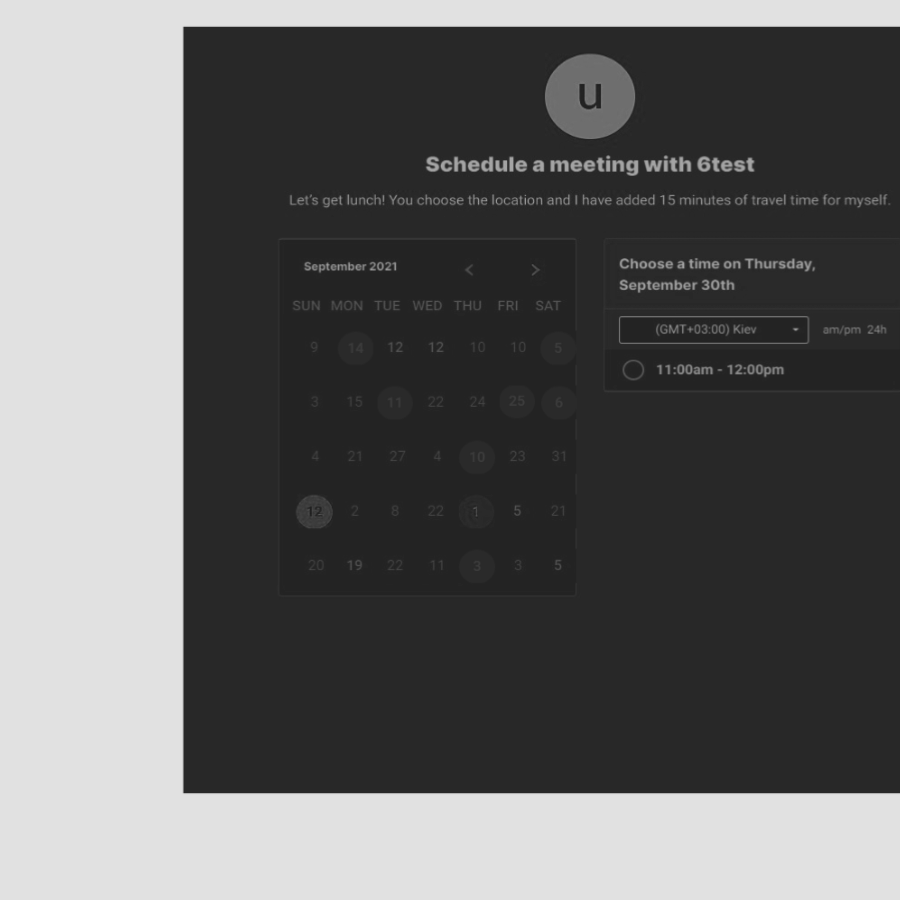 u
Schedule a meeting with 6test
Let's get lunch! You choose the location and I have added 15 minutes of travel time for myself.
September 2021
SUN MON TUE WED THU FRI SAT
9 14 12 12 10 10 5
3 15 11 22 24 25 6
4 21 27 4 10 23 31
12 2 8 22 1 5 21
20 19 22 11 3 3 5
Choose a time on Thursday,
September 30th
(GMT+03:00) Kiev am/pm 24h
11:00am - 12:00pm